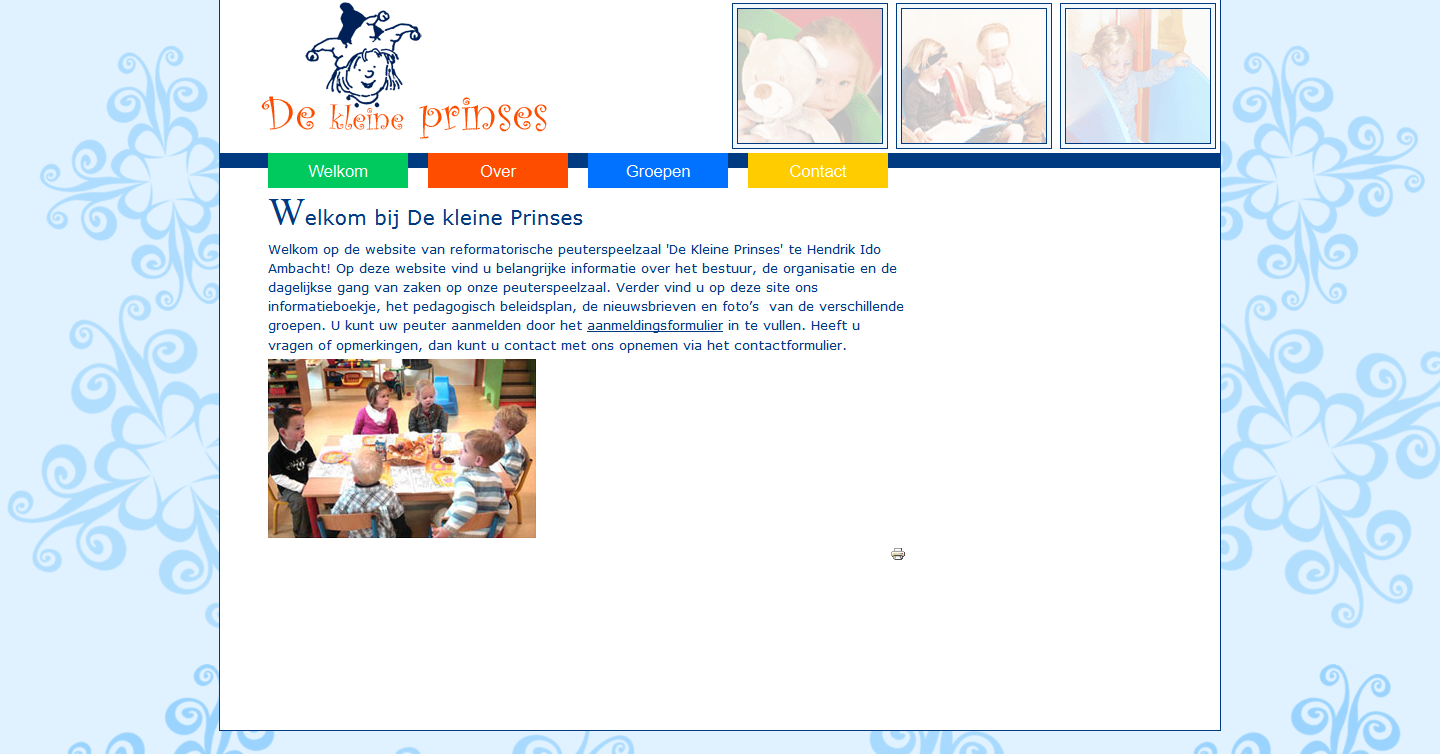 De kleine prinses
Welkom
Over
Groepen
Contact
Welkom bij De kleine Prinses
Welkom op de website van reformatorische peuterspeelzaal 'De Kleine Prinses' te Hendrik Ido
Ambacht! Op deze website vind u belangrijke informatie over het bestuur, de organisatie en de
dagelijkse gang van zaken op onze peuterspeelzaal. Verder vind u op deze site ons
informatieboekje, het pedagogisch beleidsplan, de nieuwsbrieven en foto’s  van de verschillende
groepen. U kunt uw peuter aanmelden door het aanmeldingsformulier in te vullen. Heeft u
vragen of opmerkingen, dan kunt u contact met ons opnemen via het contactformulier.